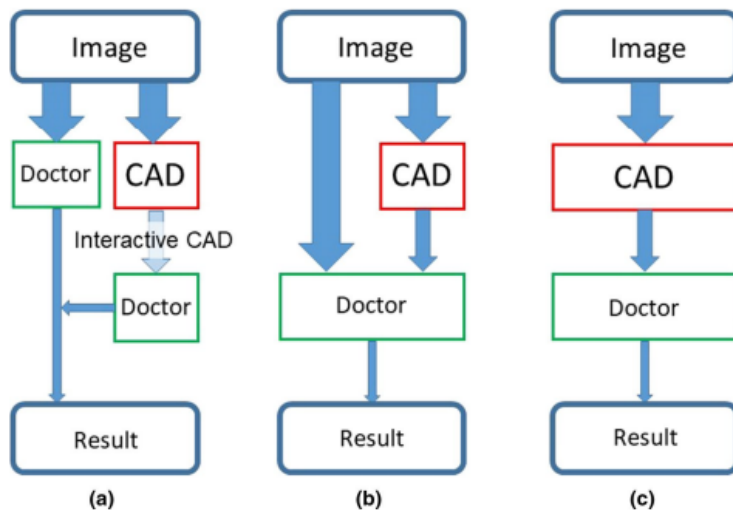 Image
Doctor
CAD
Interactive CAD
Doctor
Result
(a)
Image
CAD
Doctor
Result
(b)
Image
CAD
Doctor
Result
(c)